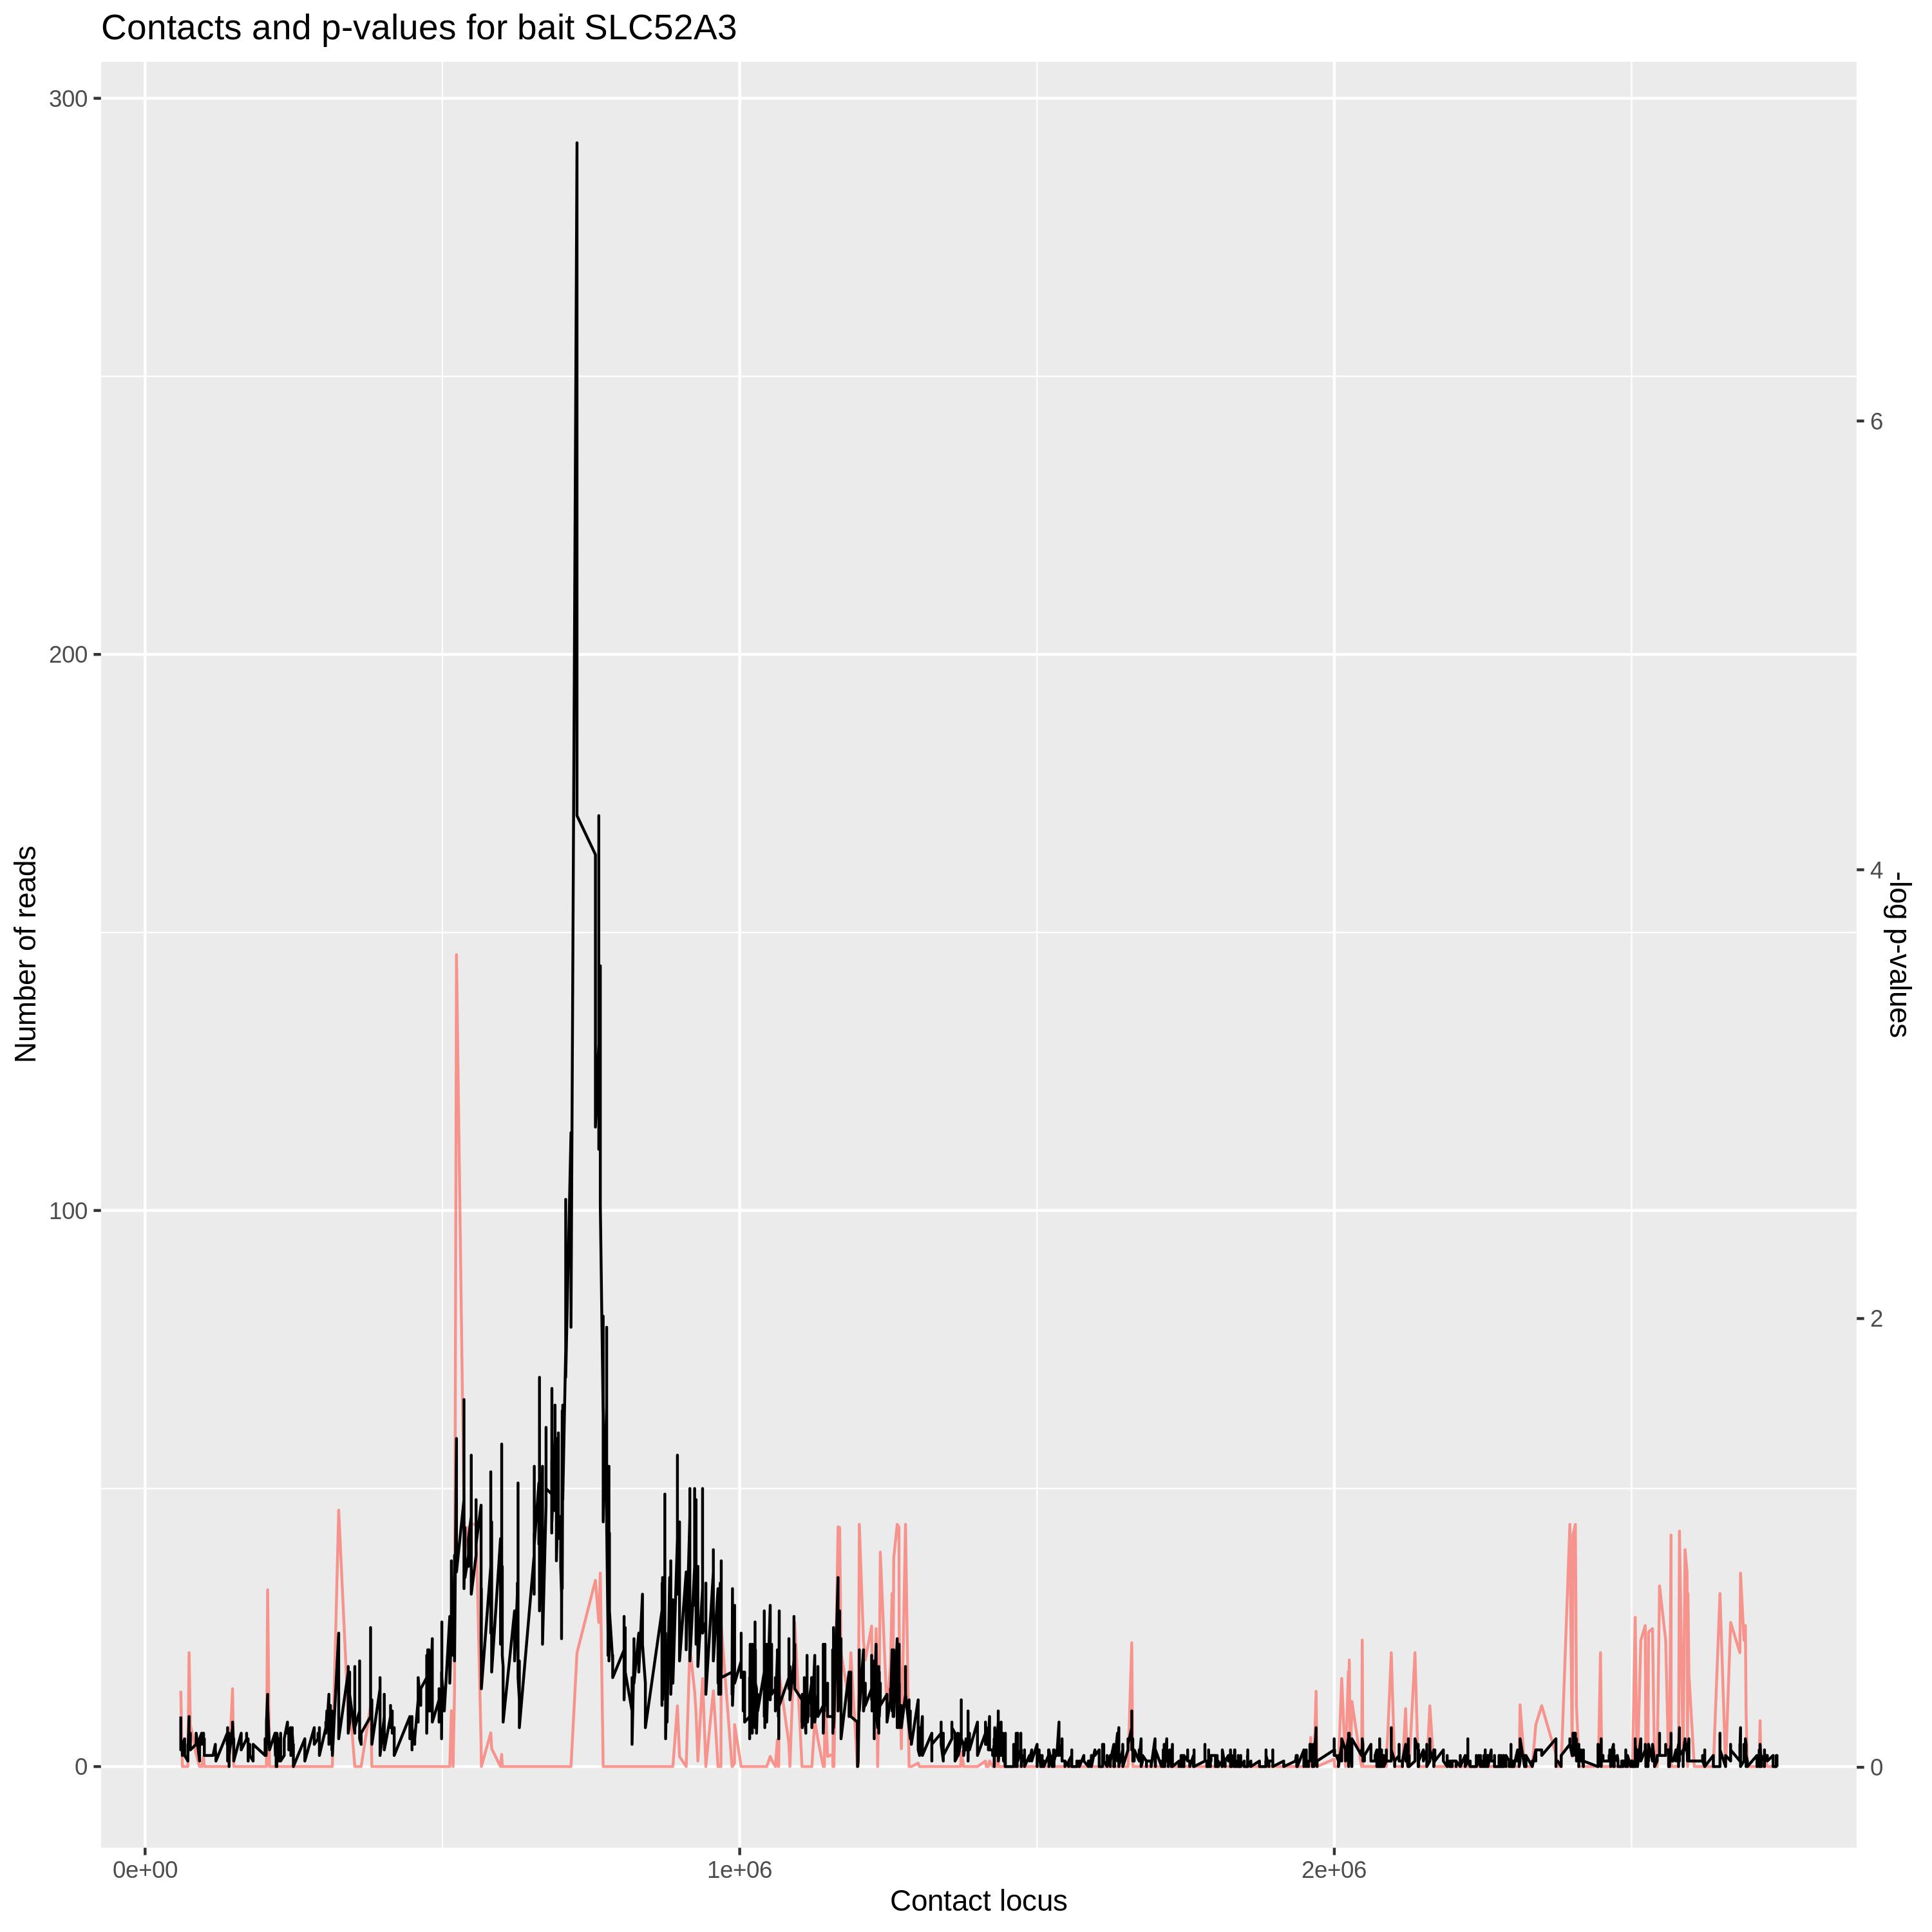 Contacts and p-values for bait SLC52A3
300
200
100
0
Number of reads
6
4
2
0
-log p-values
0e+00 1e+06 2e+06
Contact locus